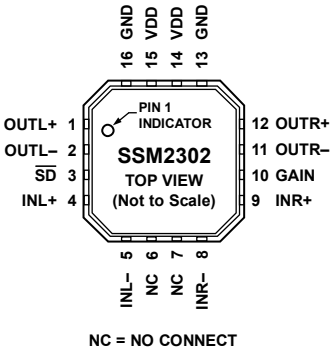 16 GND
15 VDD
14 VDD
13 GND
PIN 1
INDICATOR
OUTL+ 1
OUTL– 2
S̅D̅ 3
INL+ 4
SSM2302
TOP VIEW
(Not to Scale)
12 OUTR+
11 OUTR–
10 GAIN
9 INR+
INL– 5
NC 6
NC 7
INR– 8
NC = NO CONNECT